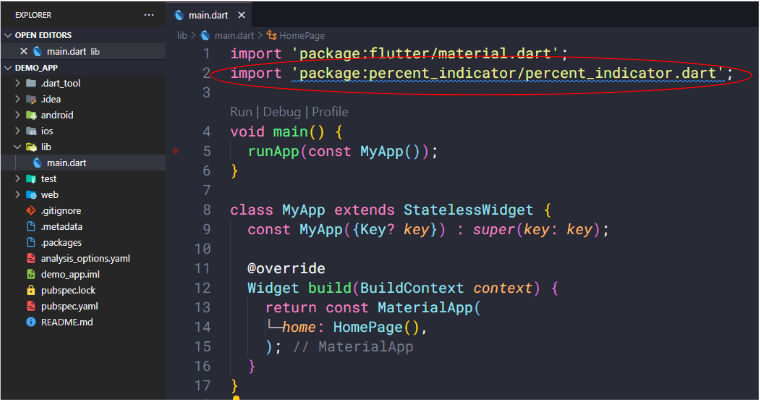 EXPLORER
OPEN EDITORS
main.dart lib
DEMO_APP
.dart_tool
.idea
android
ios
lib
main.dart
test
web
.gitignore
.metadata
.packages
analysis_options.yaml
demo_app.iml
pubspec.lock
pubspec.yaml
README.md
main.dart
lib > main.dart > HomePage
1 import 'package:flutter/material.dart';
2 import 'package:percent_indicator/percent_indicator.dart';
3
Run | Debug | Profile
4 void main() {
5 runApp(const MyApp());
6 }
7
8 class MyApp extends StatelessWidget {
9 const MyApp({Key? key}) : super(key: key);
10
11 @override
12 Widget build(BuildContext context) {
13 return const MaterialApp(
14 home: HomePage(),
15 ); // MaterialApp
16 }
17 }